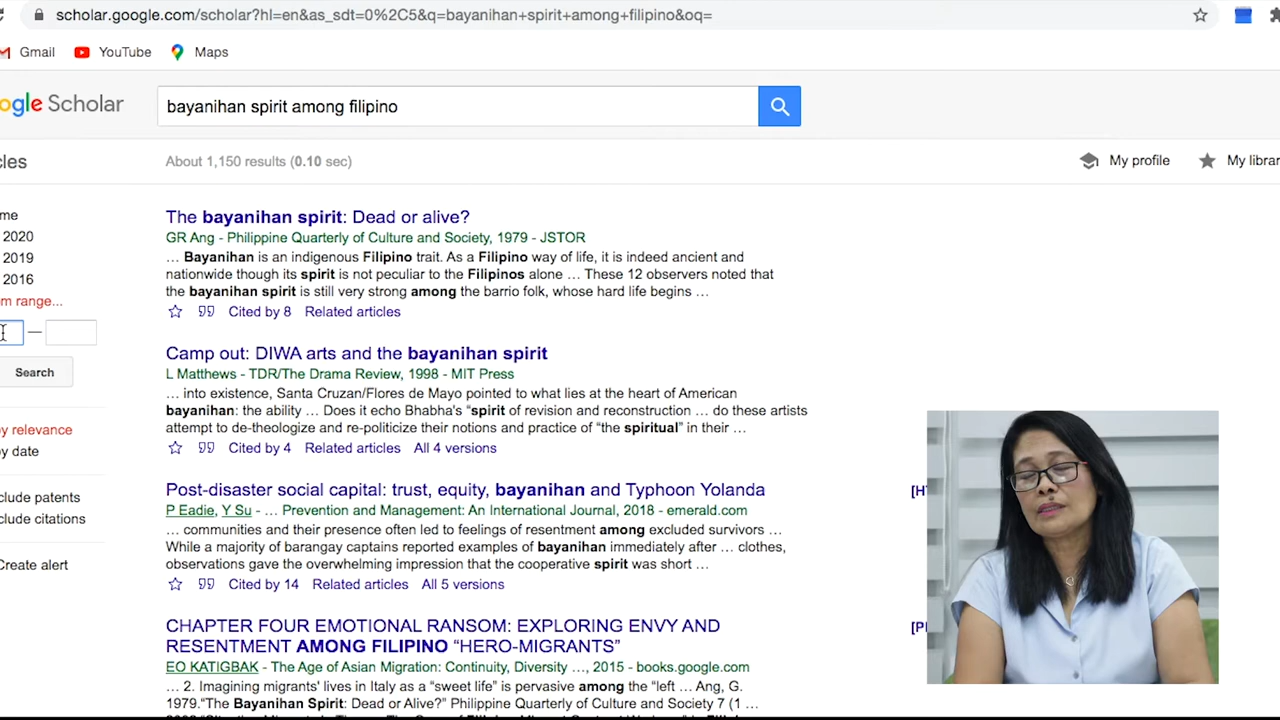 scholar.google.com/scholar?hl=en&as_sdt=0%2C5&q=bayanihan+spirit+among+filipino&oq=
Gmail YouTube Maps
ogle Scholar bayanihan spirit among filipino
cles About 1,150 results (0.10 sec) My profile My librar
me
2020
2019
2016
m range...
—
Search
by relevance
by date
clude patents
clude citations
Create alert
The bayanihan spirit: Dead or alive?
GR Ang - Philippine Quarterly of Culture and Society, 1979 - JSTOR
… Bayanihan is an indigenous Filipino trait. As a Filipino way of life, it is indeed ancient and
nationwide though its spirit is not peculiar to the Filipinos alone … These 12 observers noted that
the bayanihan spirit is still very strong among the barrio folk, whose hard life begins …
Cited by 8 Related articles
Camp out: DIWA arts and the bayanihan spirit
L Matthews - TDR/The Drama Review, 1998 - MIT Press
… into existence, Santa Cruzan/Flores de Mayo pointed to what lies at the heart of American
bayanihan: the ability … Does it echo Bhabha's “spirit of revision and reconstruction … do these artists
attempt to de-theologize and re-politicize their notions and practice of “the spiritual” in their …
Cited by 4 Related articles All 4 versions
Post-disaster social capital: trust, equity, bayanihan and Typhoon Yolanda [H
P Eadie, Y Su - … Prevention and Management: An International Journal, 2018 - emerald.com
… communities and their presence often led to feelings of resentment among excluded survivors …
While a majority of barangay captains reported examples of bayanihan immediately after … clothes,
observations gave the overwhelming impression that the cooperative spirit was short …
Cited by 14 Related articles All 5 versions
CHAPTER FOUR EMOTIONAL RANSOM: EXPLORING ENVY AND [P
RESENTMENT AMONG FILIPINO “HERO-MIGRANTS”
EO KATIGBAK - The Age of Asian Migration: Continuity, Diversity …, 2015 - books.google.com
… 2. Imagining migrants' lives in Italy as a “sweet life” is pervasive among the “left … Ang, G.
1979.“The Bayanihan Spirit: Dead or Alive?” Philippine Quarterly of Culture and Society 7 (1 …